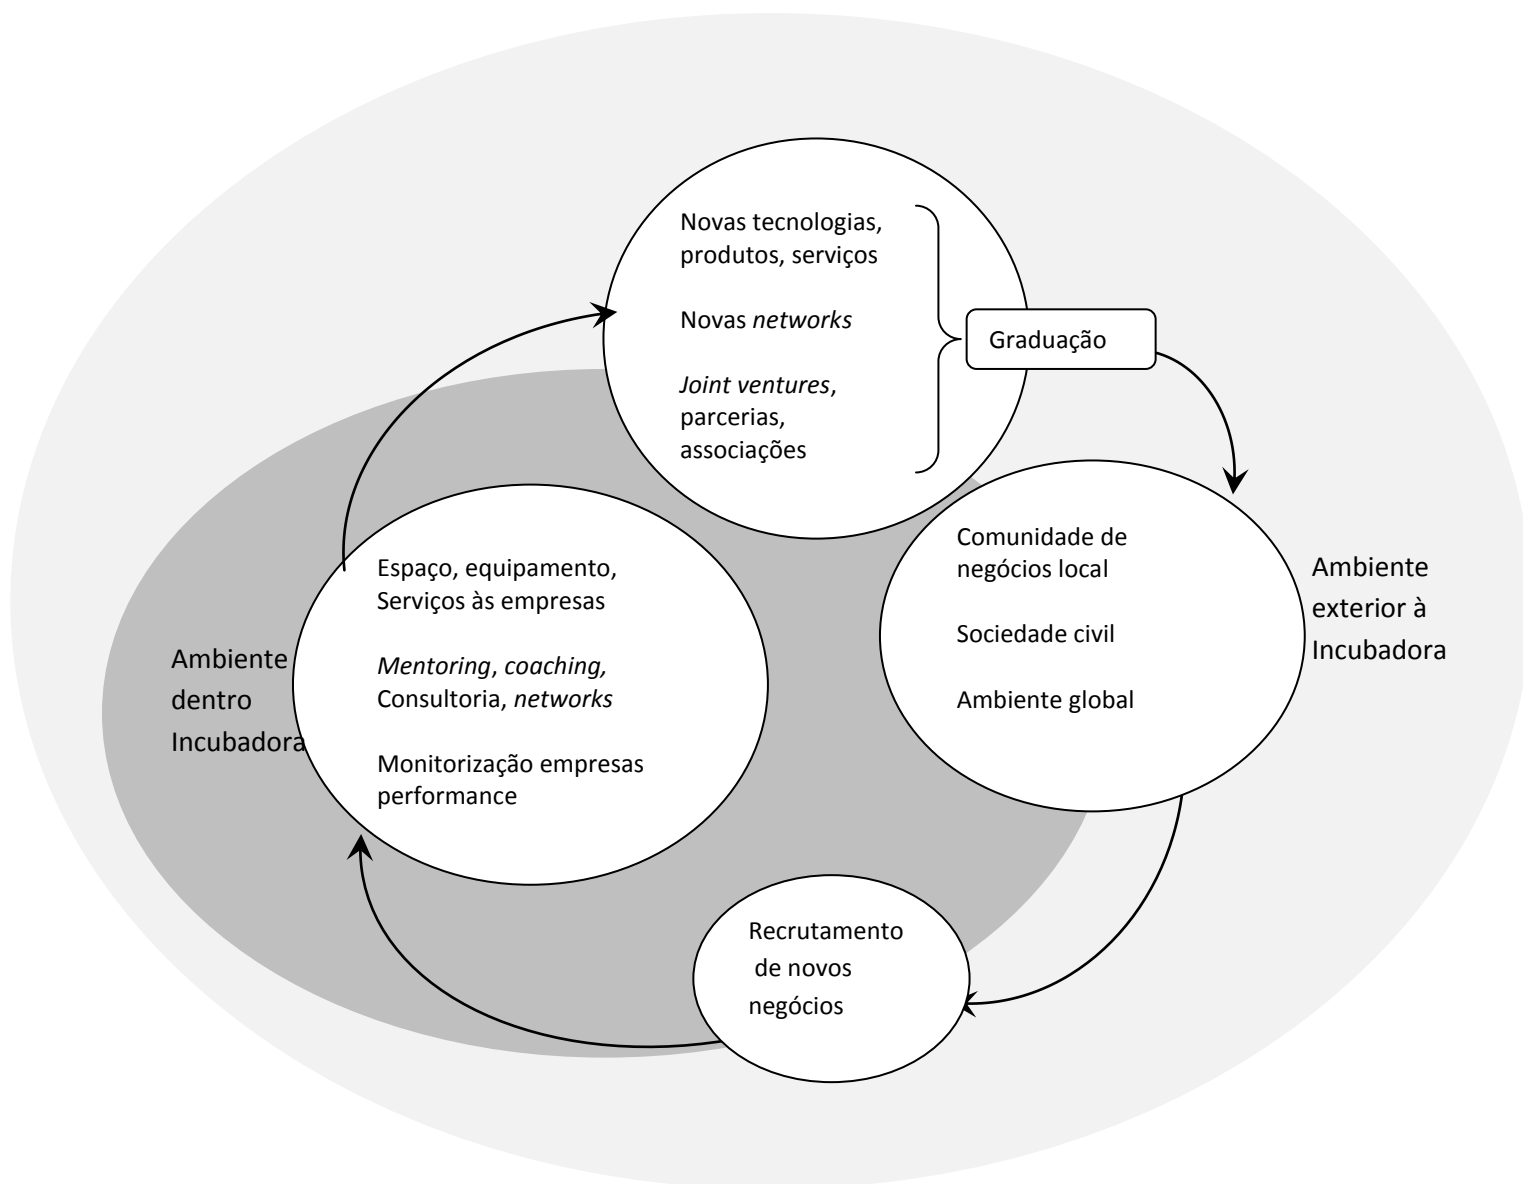 Novas tecnologias,
produtos, serviços
Novas networks
Joint ventures,
parcerias,
associações
Graduação
Comunidade de
negócios local
Sociedade civil
Ambiente global
Ambiente
exterior à
Incubadora
Espaço, equipamento,
Serviços às empresas
Mentoring, coaching,
Consultoria, networks
Monitorização empresas
performance
Ambiente
dentro
Incubadora
Recrutamento
de novos
negócios